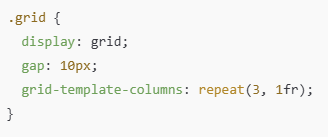 .grid {
  display: grid;
  gap: 10px;
  grid-template-columns: repeat(3, 1fr);
}